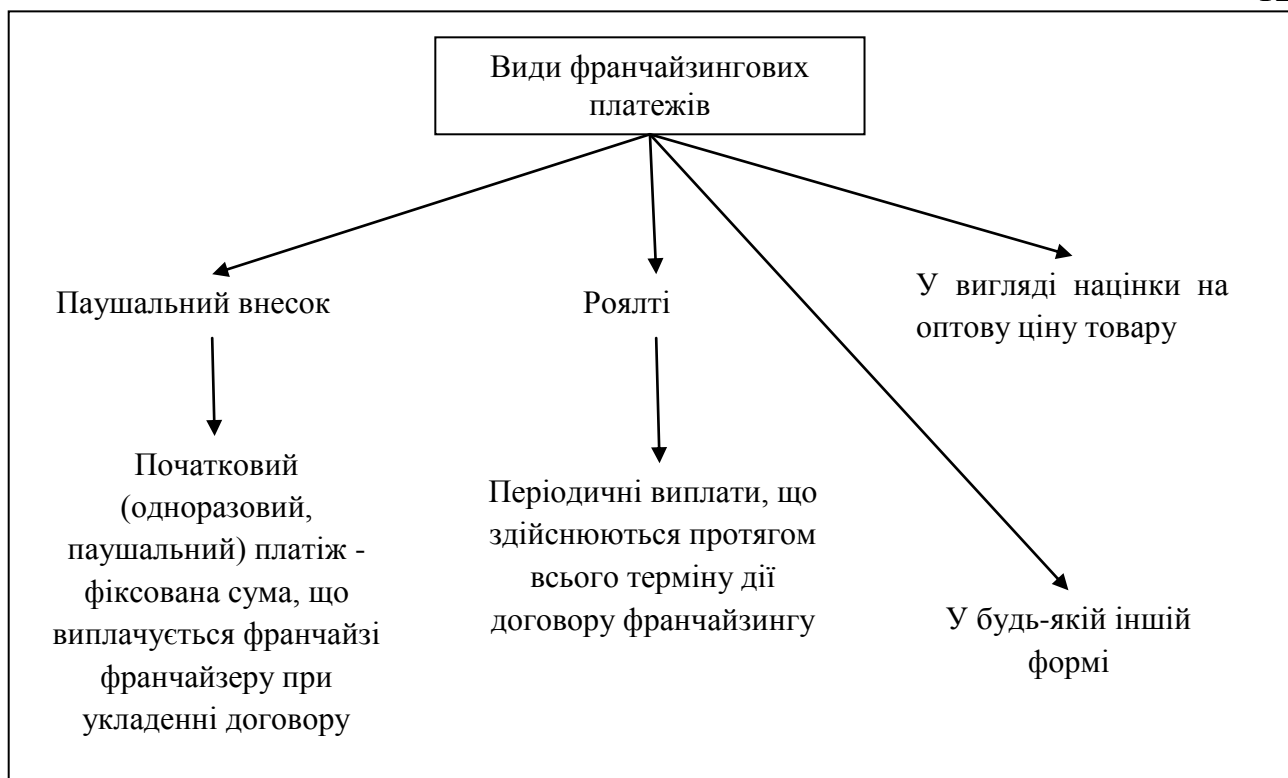 Види франчайзингових
платежів
Паушальний внесок
Роялті
У вигляді націнки на
оптову ціну товару
Початковий
(одноразовий,
паушальний) платіж -
фіксована сума, що
виплачується франчайзі
франчайзеру при
укладенні договору
Періодичні виплати, що
здійснюються протягом
всього терміну дії
договору франчайзингу
У будь-якій іншій
формі